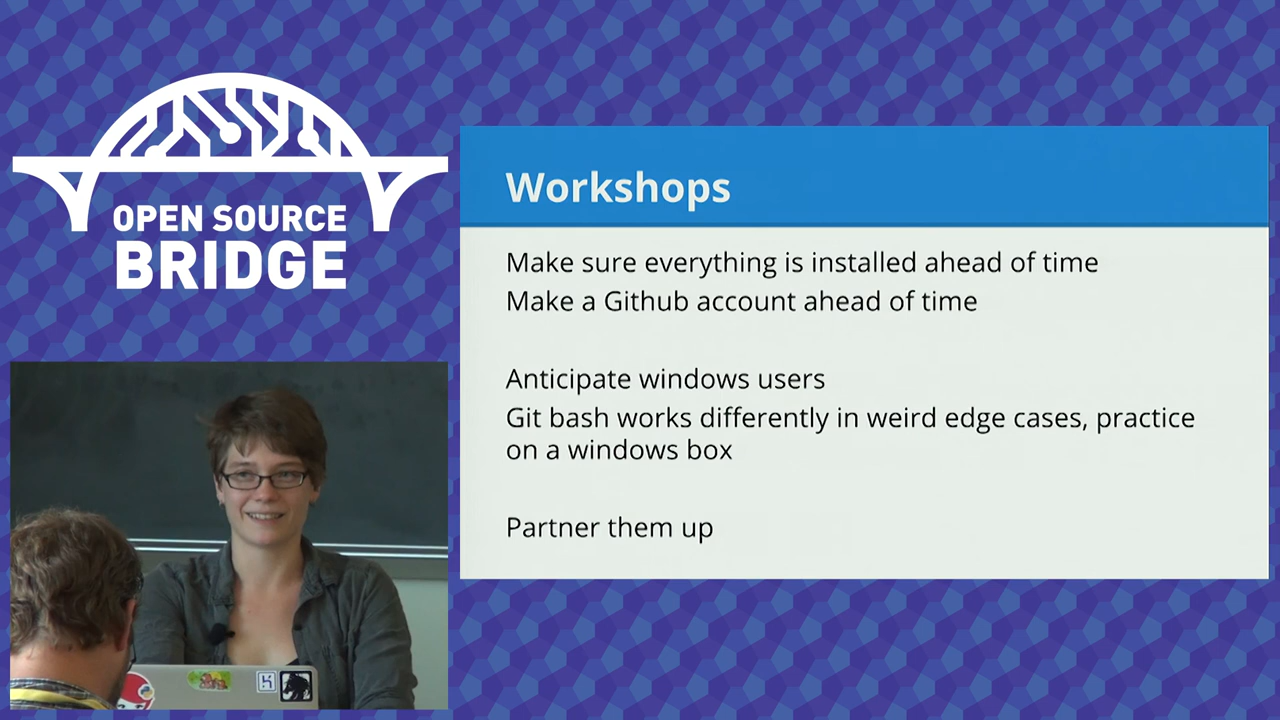 OPEN SOURCE
BRIDGE
Workshops
Make sure everything is installed ahead of time
Make a Github account ahead of time
Anticipate windows users
Git bash works differently in weird edge cases, practice
on a windows box
Partner them up